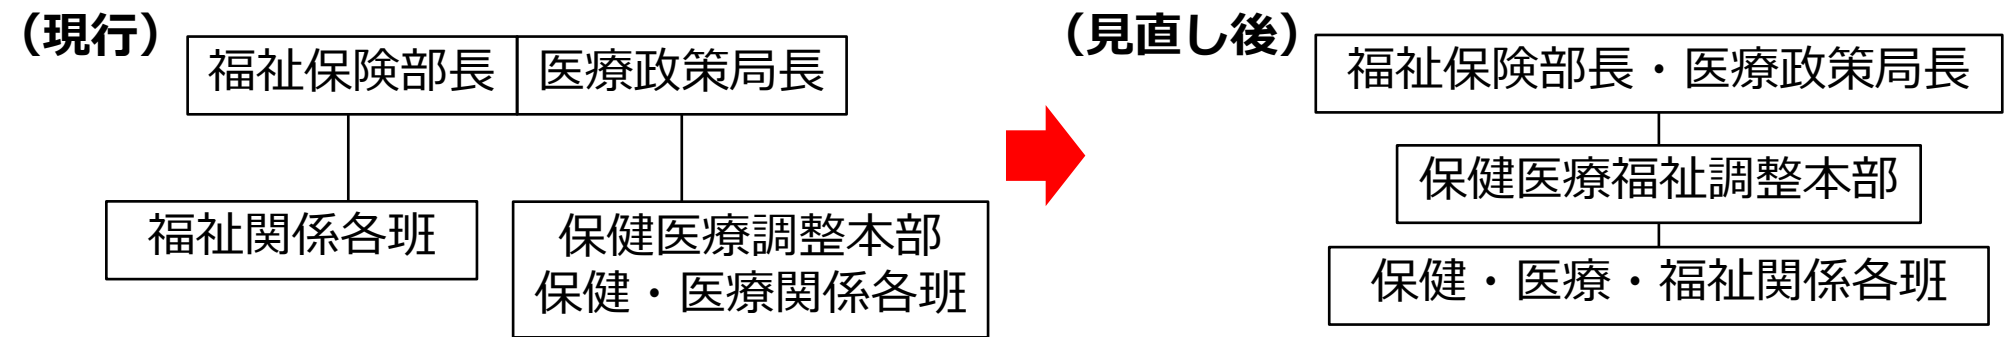 （現行）
福祉保険部長
医療政策局長
福祉関係各班
保健医療調整本部
保健・医療関係各班
（見直し後）
福祉保険部長・医療政策局長
保健医療福祉調整本部
保健・医療・福祉関係各班